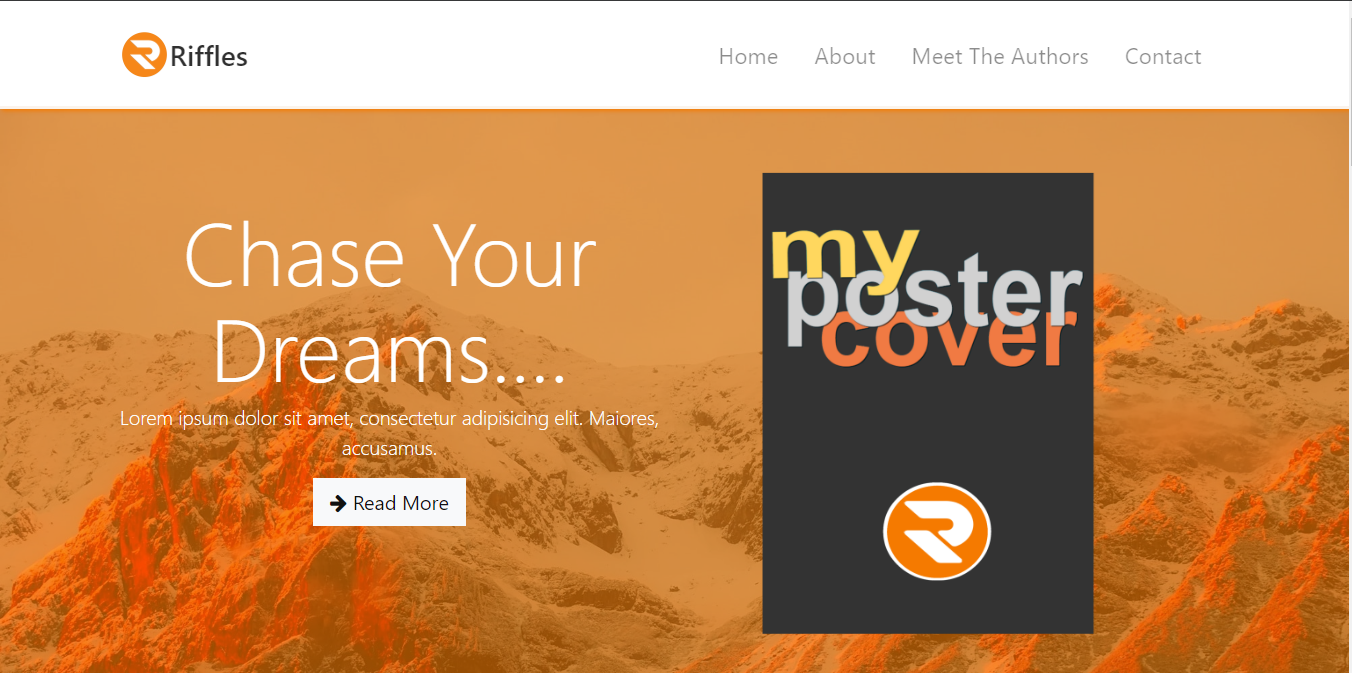 Riffles
Home About Meet The Authors Contact
Chase Your
Dreams....
Lorem ipsum dolor sit amet, consectetur adipisicing elit. Maiores,
accusamus.
Read More
my
poster
cover